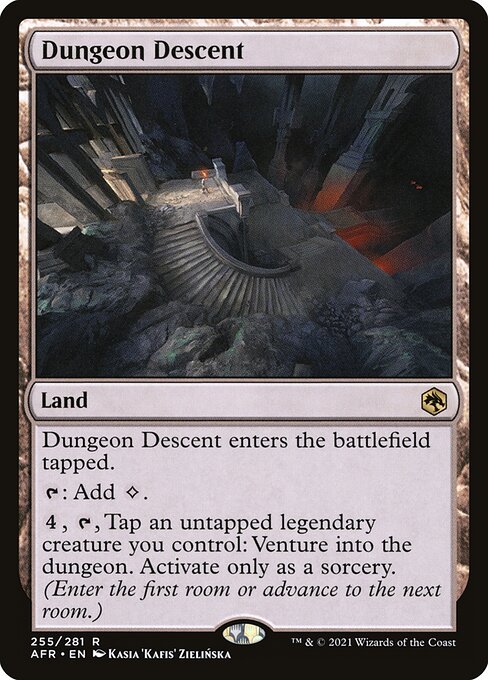 Dungeon Descent
Land
Dungeon Descent enters the battlefield
tapped.
: Add .
4 , , Tap an untapped legendary
creature you control: Venture into the
dungeon. Activate only as a sorcery.
(Enter the first room or advance to the next
room.)
255/281 R
AFR • EN Kasia 'Kafis' Zielińska
™ & © 2021 Wizards of the Coast